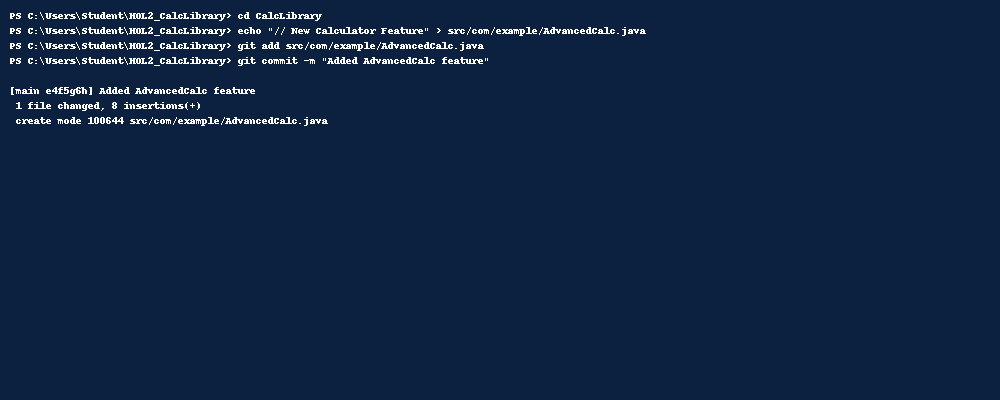 PS C:\Users\Student\HOL2_CalcLibrary> cd CalcLibrary
PS C:\Users\Student\HOL2_CalcLibrary> echo "// New Calculator Feature" > src/com/example/AdvancedCalc.java
PS C:\Users\Student\HOL2_CalcLibrary> git add src/com/example/AdvancedCalc.java
PS C:\Users\Student\HOL2_CalcLibrary> git commit -m "Added AdvancedCalc feature"
[main e4f5g6h] Added AdvancedCalc feature
1 file changed, 8 insertions(+)
create mode 100644 src/com/example/AdvancedCalc.java